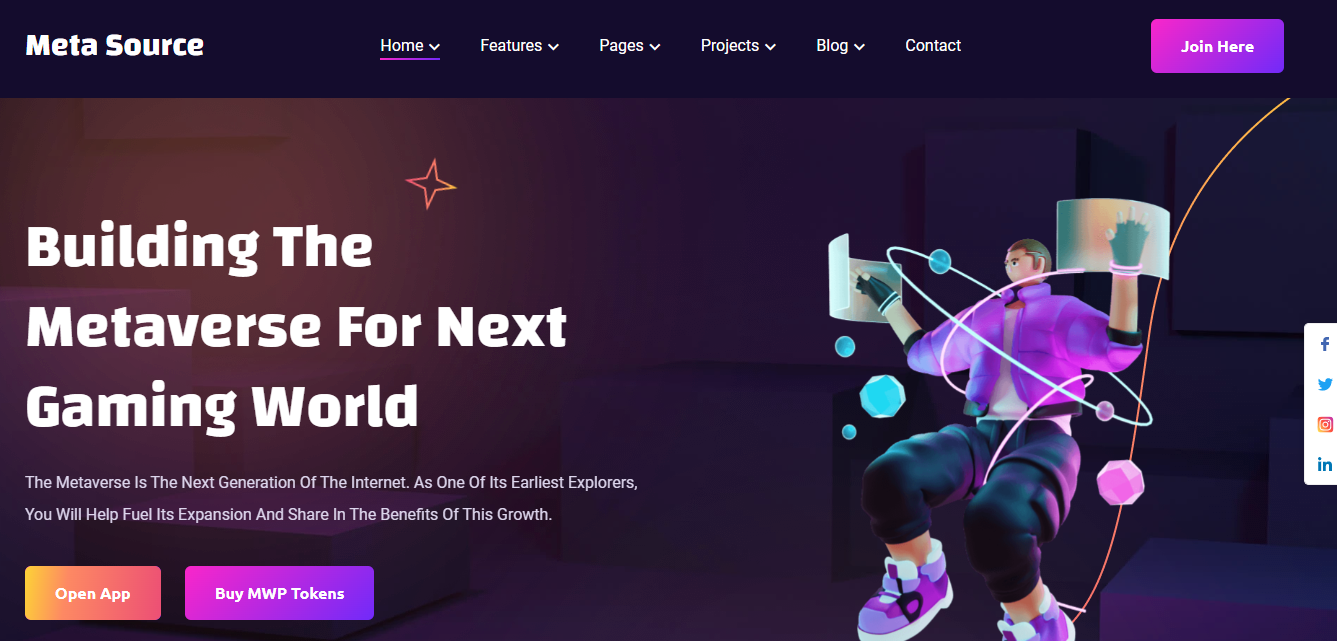 Meta Source
Home
Features
Pages
Projects
Blog
Contact
Join Here
Building The
Metaverse For Next
Gaming World
The Metaverse Is The Next Generation Of The Internet. As One Of Its Earliest Explorers,
You Will Help Fuel Its Expansion And Share In The Benefits Of This Growth.
Open App
Buy MWP Tokens